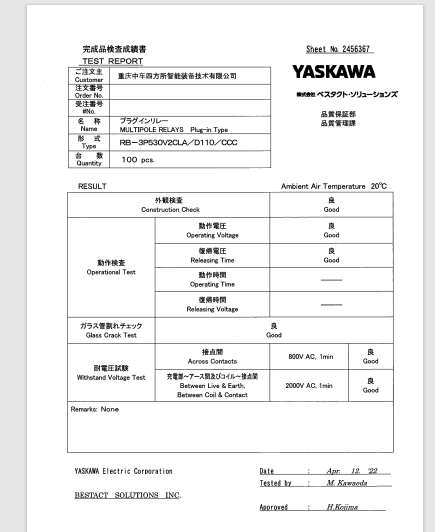 完成品検査成績書
TEST REPORT
Sheet No. 2456367
ご注文主 重庆中车四方所智能装备技术有限公司
Customer
注文番号
Order No.
受注番号
#No.
名 称 プラグインリレー
Name MULTIPOLE RELAYS Plug-in Type
形 式 RB-3P530V2CLA/D110/CCC
Type
台 数 100 pcs.
Quantity
YASKAWA
株式会社 ベスタクト・ソリューションズ
品質保証部
品質管理課
RESULT Ambient Air Temperature 20℃
外観検査 良
Construction Check Good
動作検査
Operational Test
動作電圧 良
Operating Voltage Good
復帰電圧 良
Releasing Time Good
動作時間
Operating Time
復帰時間
Releasing Voltage
ガラス管割れチェック 良
Glass Crack Test Good
耐電圧試験
Withstand Voltage Test
接点間 800V AC, 1min 良
Across Contacts Good
充電部~アース間及びコイル~接点間 2000V AC, 1min 良
Between Live & Earth, Good
Between Coil & Contact
Remarks: None
YASKAWA Electric Corporation
BESTACT SOLUTIONS INC.
Date : Apr. 12. '22
Tested by : M. Kawaeda
Approved : H.Kojima